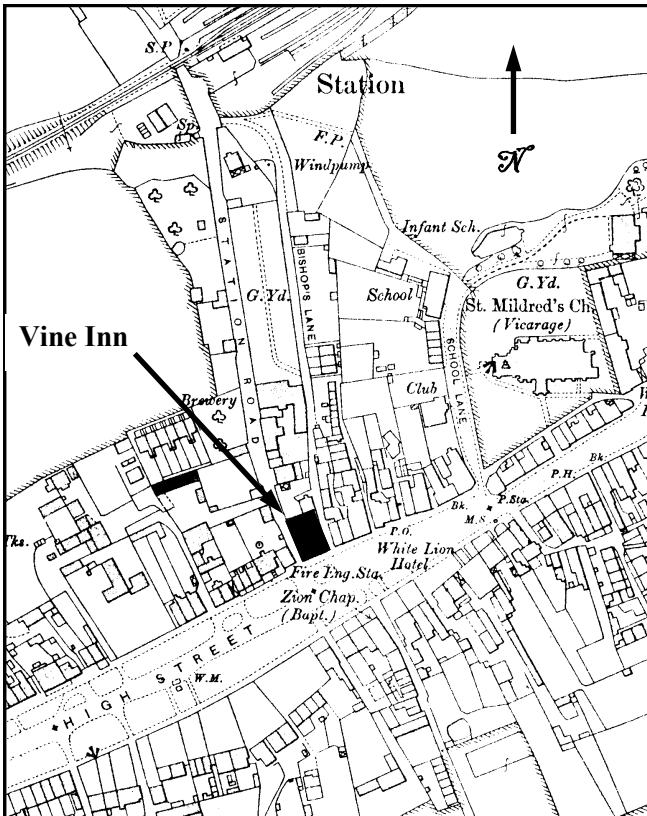 S.P.
Station
N
Sp.
F.P.
Windpump
Infant Sch.
STATION ROAD
BISHOP'S LANE
G.Yd.
School
G.Yd.
St. Mildred's Ch.
(Vicarage)
SCHOOL LANE
Vine Inn
Brewery
Club
Bk.
P.H.
Bk.
P.Sta.
M.S.
P.O.
White Lion
Hotel
Tks.
Fire Eng. Sta.
Zion Chap.
(Bapt.)
HIGH STREET
W.M.